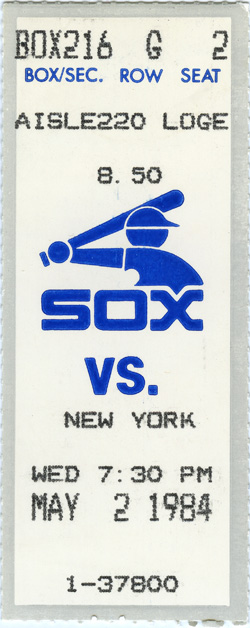 BOX216 G 2
BOX/SEC. ROW SEAT
AISLE220 LOGE
8.50
SOX
VS.
NEW YORK
WED 7:30 PM
MAY 2 1984
1-37800